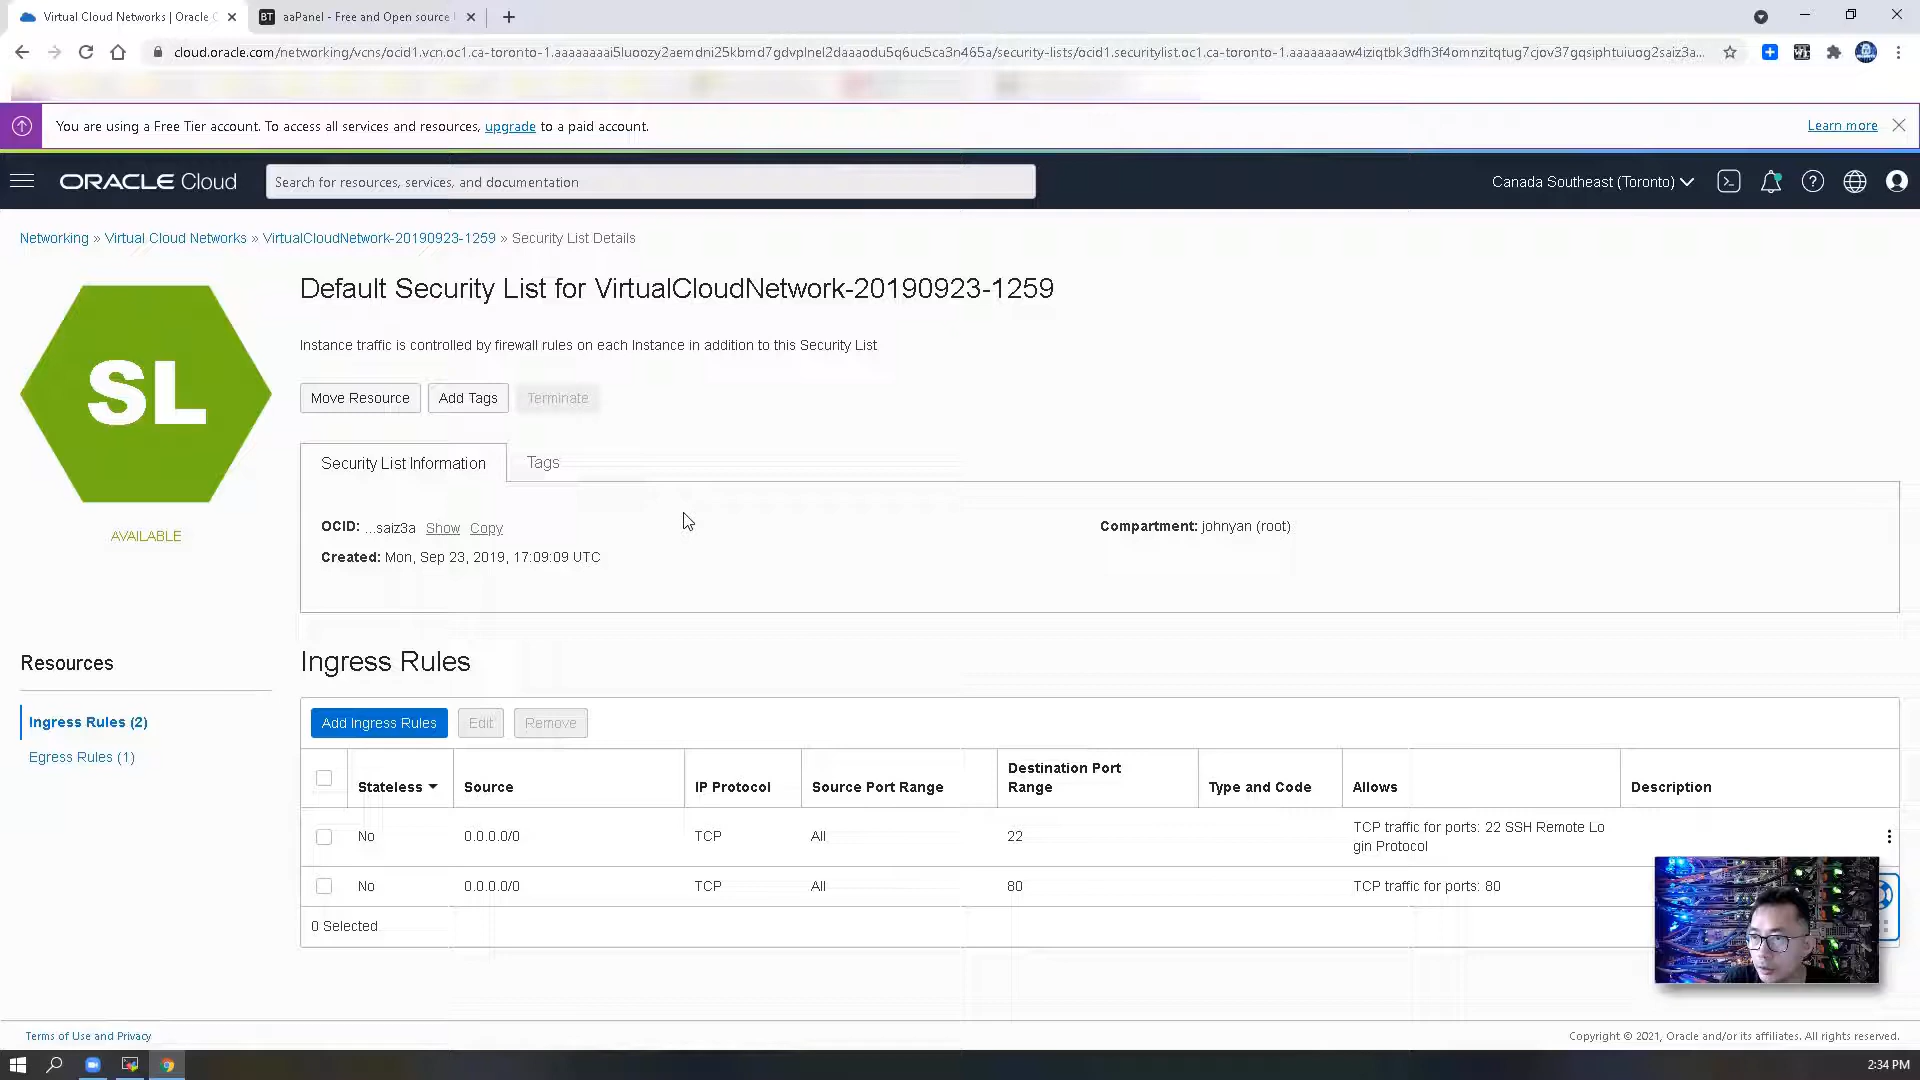 Virtual Cloud Networks | Oracle C
BT aaPanel - Free and Open source
cloud.oracle.com/networking/vcns/ocid1.vcn.oc1.ca-toronto-1.aaaaaaaai5luoozy2aemdni25kbmd7gdvplnel2daaaodu5q6uc5ca3n465a/security-lists/ocid1.securitylist.oc1.ca-toronto-1.aaaaaaaaw4iziqtbk3dfh3f4omnzitqtug7cjov37gqsiphtuiuog2saiz3a...
You are using a Free Tier account. To access all services and resources, upgrade to a paid account.
Learn more
ORACLE Cloud
Search for resources, services, and documentation
Canada Southeast (Toronto)
Networking » Virtual Cloud Networks » VirtualCloudNetwork-20190923-1259 » Security List Details
SL
AVAILABLE
Default Security List for VirtualCloudNetwork-20190923-1259
Instance traffic is controlled by firewall rules on each Instance in addition to this Security List
Move Resource Add Tags Terminate
Security List Information Tags
OCID: ...saiz3a Show Copy
Compartment: johnyan (root)
Created: Mon, Sep 23, 2019, 17:09:09 UTC
Resources
Ingress Rules (2)
Egress Rules (1)
Ingress Rules
Add Ingress Rules Edit Remove
Stateless Source IP Protocol Source Port Range Destination Port Range Type and Code Allows Description
No 0.0.0.0/0 TCP All 22 TCP traffic for ports: 22 SSH Remote Lo
gin Protocol
No 0.0.0.0/0 TCP All 80 TCP traffic for ports: 80
0 Selected
Terms of Use and Privacy
Copyright © 2021, Oracle and/or its affiliates. All rights reserved.
2:34 PM